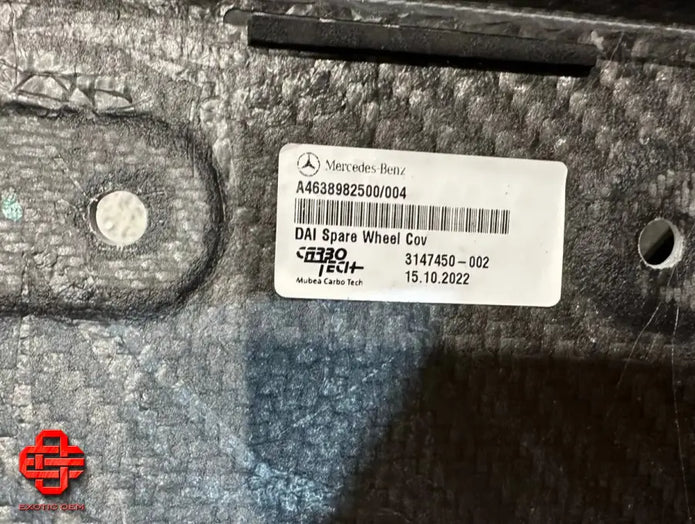 Mercedes-Benz
A4638982500/004
DAI Spare Wheel Cov
CARBO TECH
3147450-002
Mubea Carbo Tech
15.10.2022
EXOTIC OEM